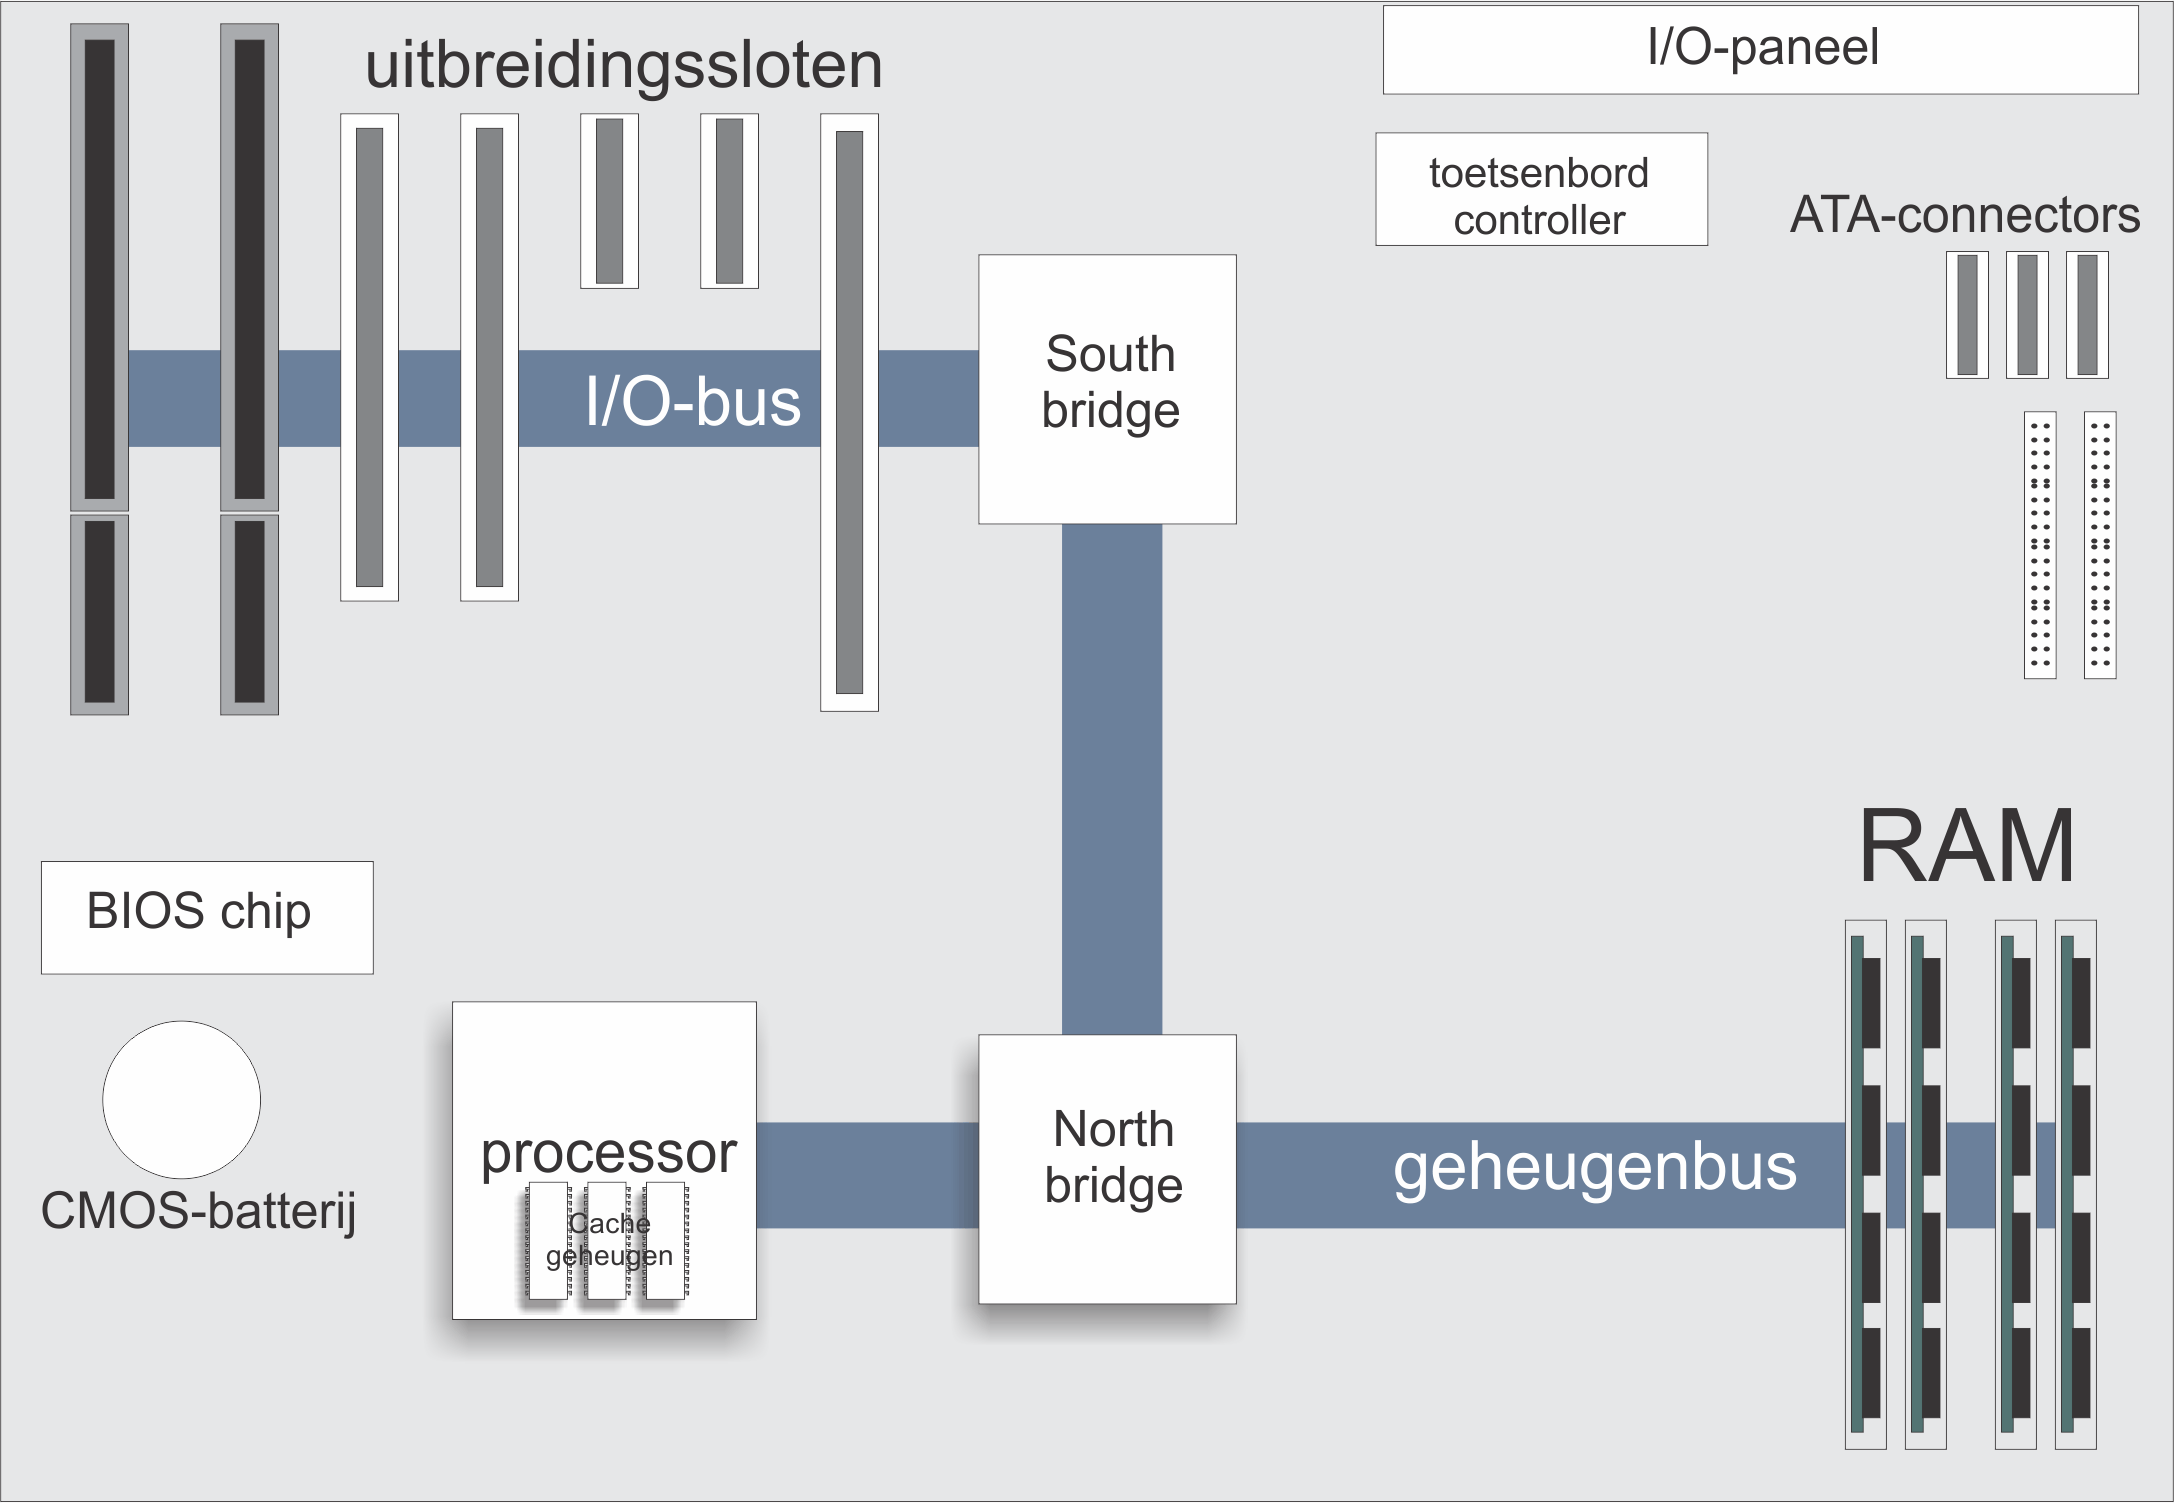 uitbreidingssloten
I/O-paneel
toetsenbord
controller
ATA-connectors
South
bridge
I/O-bus
RAM
BIOS chip
CMOS-batterij
processor
Cache
geheugen
North
bridge
geheugenbus